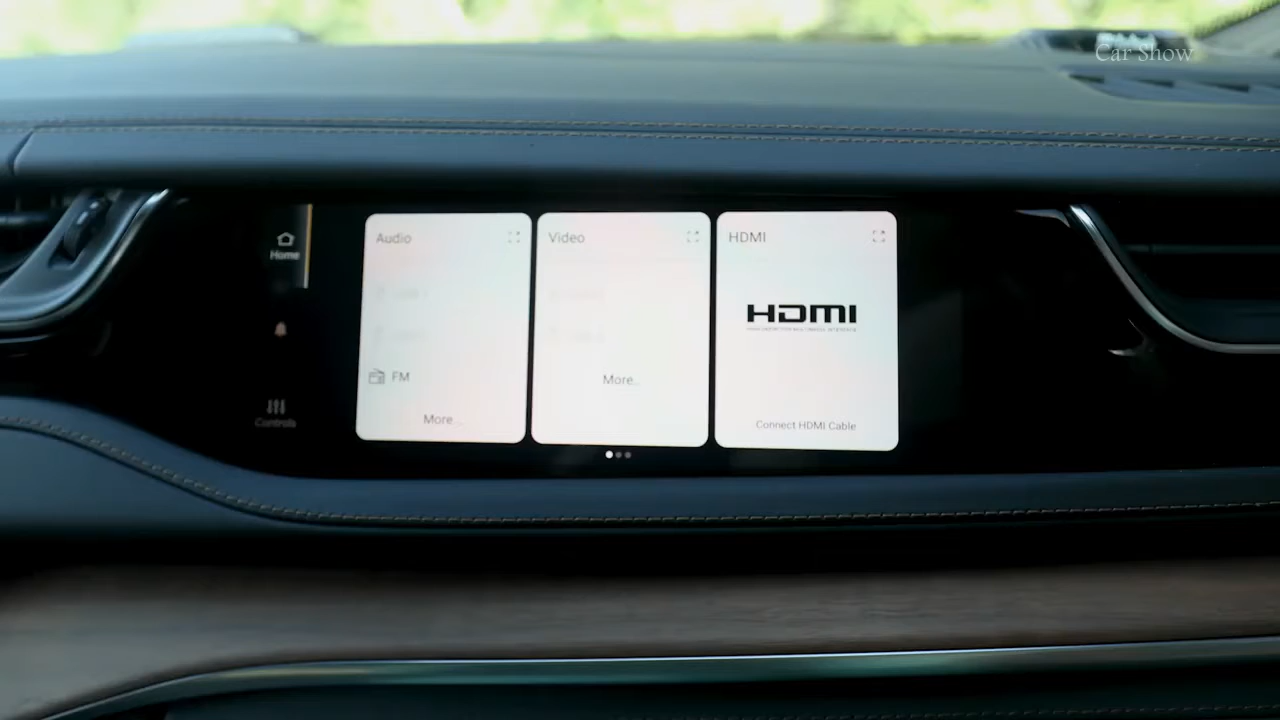 Car Show
Home
Controls
Audio
FM
More...
Video
More...
HDMI
HDMI
Connect HDMI Cable